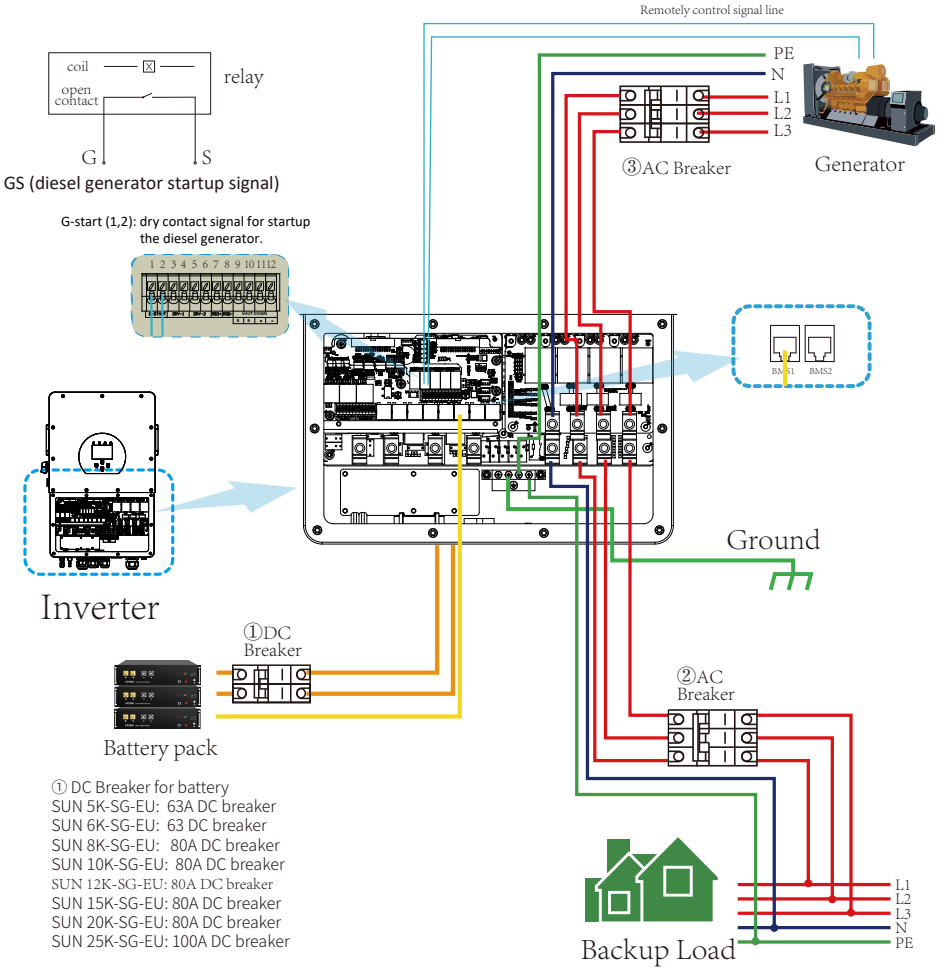 Remotely control signal line
PE
N
L1
L2
L3
③AC Breaker
Generator
coil
open
contact
relay
G
S
GS (diesel generator startup signal)
G-start (1,2): dry contact signal for startup
the diesel generator.
1 2 3 4 5 6 7 8 9 10 11 12
BMS1 BMS2
Inverter
Ground
①DC
Breaker
Battery pack
②AC
Breaker
① DC Breaker for battery
SUN 5K-SG-EU: 63A DC breaker
SUN 6K-SG-EU: 63 DC breaker
SUN 8K-SG-EU: 80A DC breaker
SUN 10K-SG-EU: 80A DC breaker
SUN 12K-SG-EU: 80A DC breaker
SUN 15K-SG-EU: 80A DC breaker
SUN 20K-SG-EU: 80A DC breaker
SUN 25K-SG-EU: 100A DC breaker
Backup Load
L1
L2
L3
N
PE